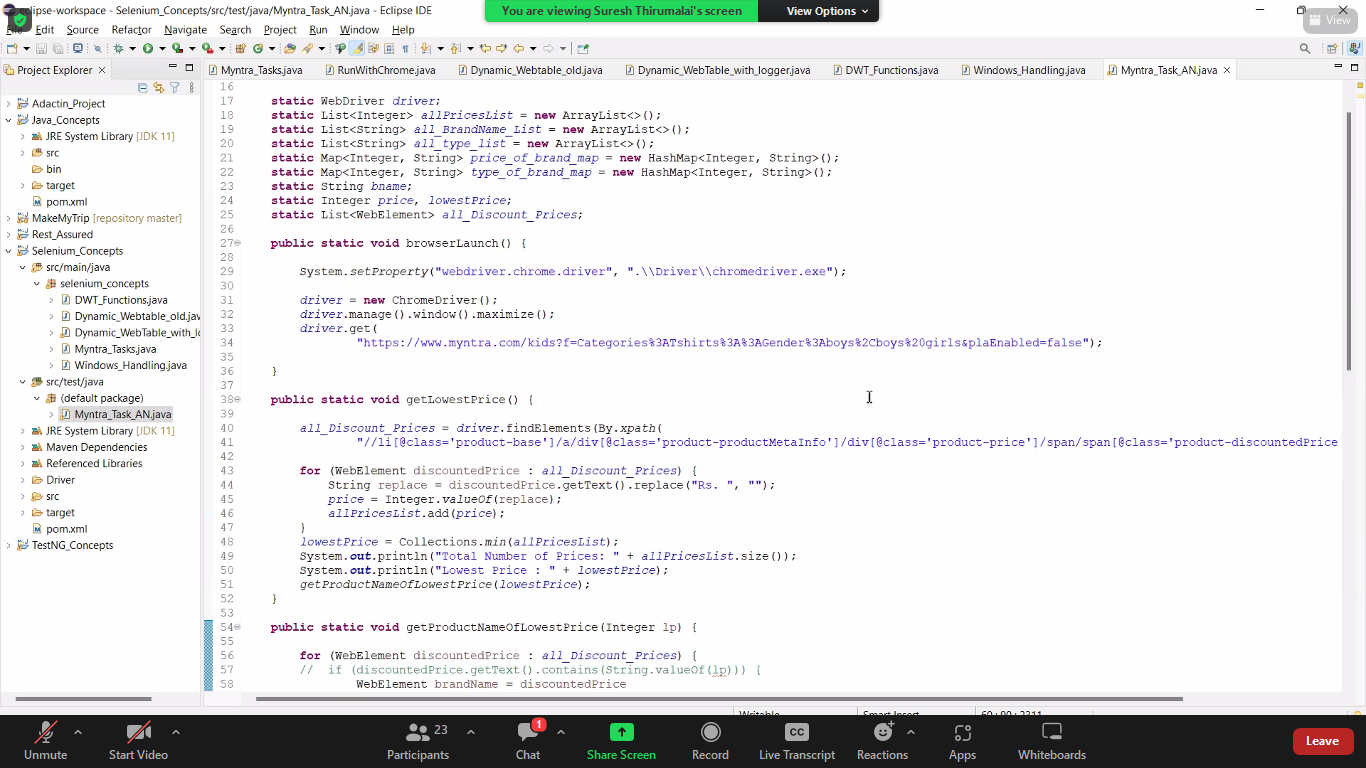 eclipse-workspace - Selenium_Concepts/src/test/java/Myntra_Task_AN.java - Eclipse IDE
You are viewing Suresh Thirumalai's screen
View Options
View
File Edit Source Refactor Navigate Search Project Run Window Help
Project Explorer
Myntra_Tasks.java RunWithChrome.java Dynamic_Webtable_old.java Dynamic_WebTable_with_logger.java DWT_Functions.java Windows_Handling.java Myntra_Task_AN.java
Adactin_Project
Java_Concepts
JRE System Library [JDK 11]
src
bin
target
pom.xml
MakeMyTrip [repository master]
Rest_Assured
Selenium_Concepts
src/main/java
selenium_concepts
DWT_Functions.java
Dynamic_Webtable_old.jav
Dynamic_WebTable_with_lo
Myntra_Tasks.java
Windows_Handling.java
src/test/java
(default package)
Myntra_Task_AN.java
JRE System Library [JDK 11]
Maven Dependencies
Referenced Libraries
Driver
src
target
pom.xml
TestNG_Concepts
16
17 static WebDriver driver;
18 static List<Integer> allPricesList = new ArrayList<>();
19 static List<String> all_BrandName_List = new ArrayList<>();
20 static List<String> all_type_list = new ArrayList<>();
21 static Map<Integer, String> price_of_brand_map = new HashMap<Integer, String>();
22 static Map<Integer, String> type_of_brand_map = new HashMap<Integer, String>();
23 static String bname;
24 static Integer price, lowestPrice;
25 static List<WebElement> all_Discount_Prices;
26
27 public static void browserLaunch() {
28
29 System.setProperty("webdriver.chrome.driver", ".\\Driver\\chromedriver.exe");
30
31 driver = new ChromeDriver();
32 driver.manage().window().maximize();
33 driver.get(
34 "https://www.myntra.com/kids?f=Categories%3ATshirts%3A%3AGender%3Aboys%2Cboys%20girls&plaEnabled=false");
35
36 }
37
38 public static void getLowestPrice() {
39
40 all_Discount_Prices = driver.findElements(By.xpath(
41 "//li[@class='product-base']/a/div[@class='product-productMetaInfo']/div[@class='product-price']/span/span[@class='product-discountedPrice
42
43 for (WebElement discountedPrice : all_Discount_Prices) {
44 String replace = discountedPrice.getText().replace("Rs. ", "");
45 price = Integer.valueOf(replace);
46 allPricesList.add(price);
47 }
48 lowestPrice = Collections.min(allPricesList);
49 System.out.println("Total Number of Prices: " + allPricesList.size());
50 System.out.println("Lowest Price : " + lowestPrice);
51 getProductNameOfLowestPrice(lowestPrice);
52 }
53
54 public static void getProductNameOfLowestPrice(Integer lp) {
55
56 for (WebElement discountedPrice : all_Discount_Prices) {
57 // if (discountedPrice.getText().contains(String.valueOf(lp))) {
58 WebElement brandName = discountedPrice
Unmute
Start Video
Participants 23
Chat 1
Share Screen
Record
CC Live Transcript
Reactions
Apps
Whiteboards
Leave